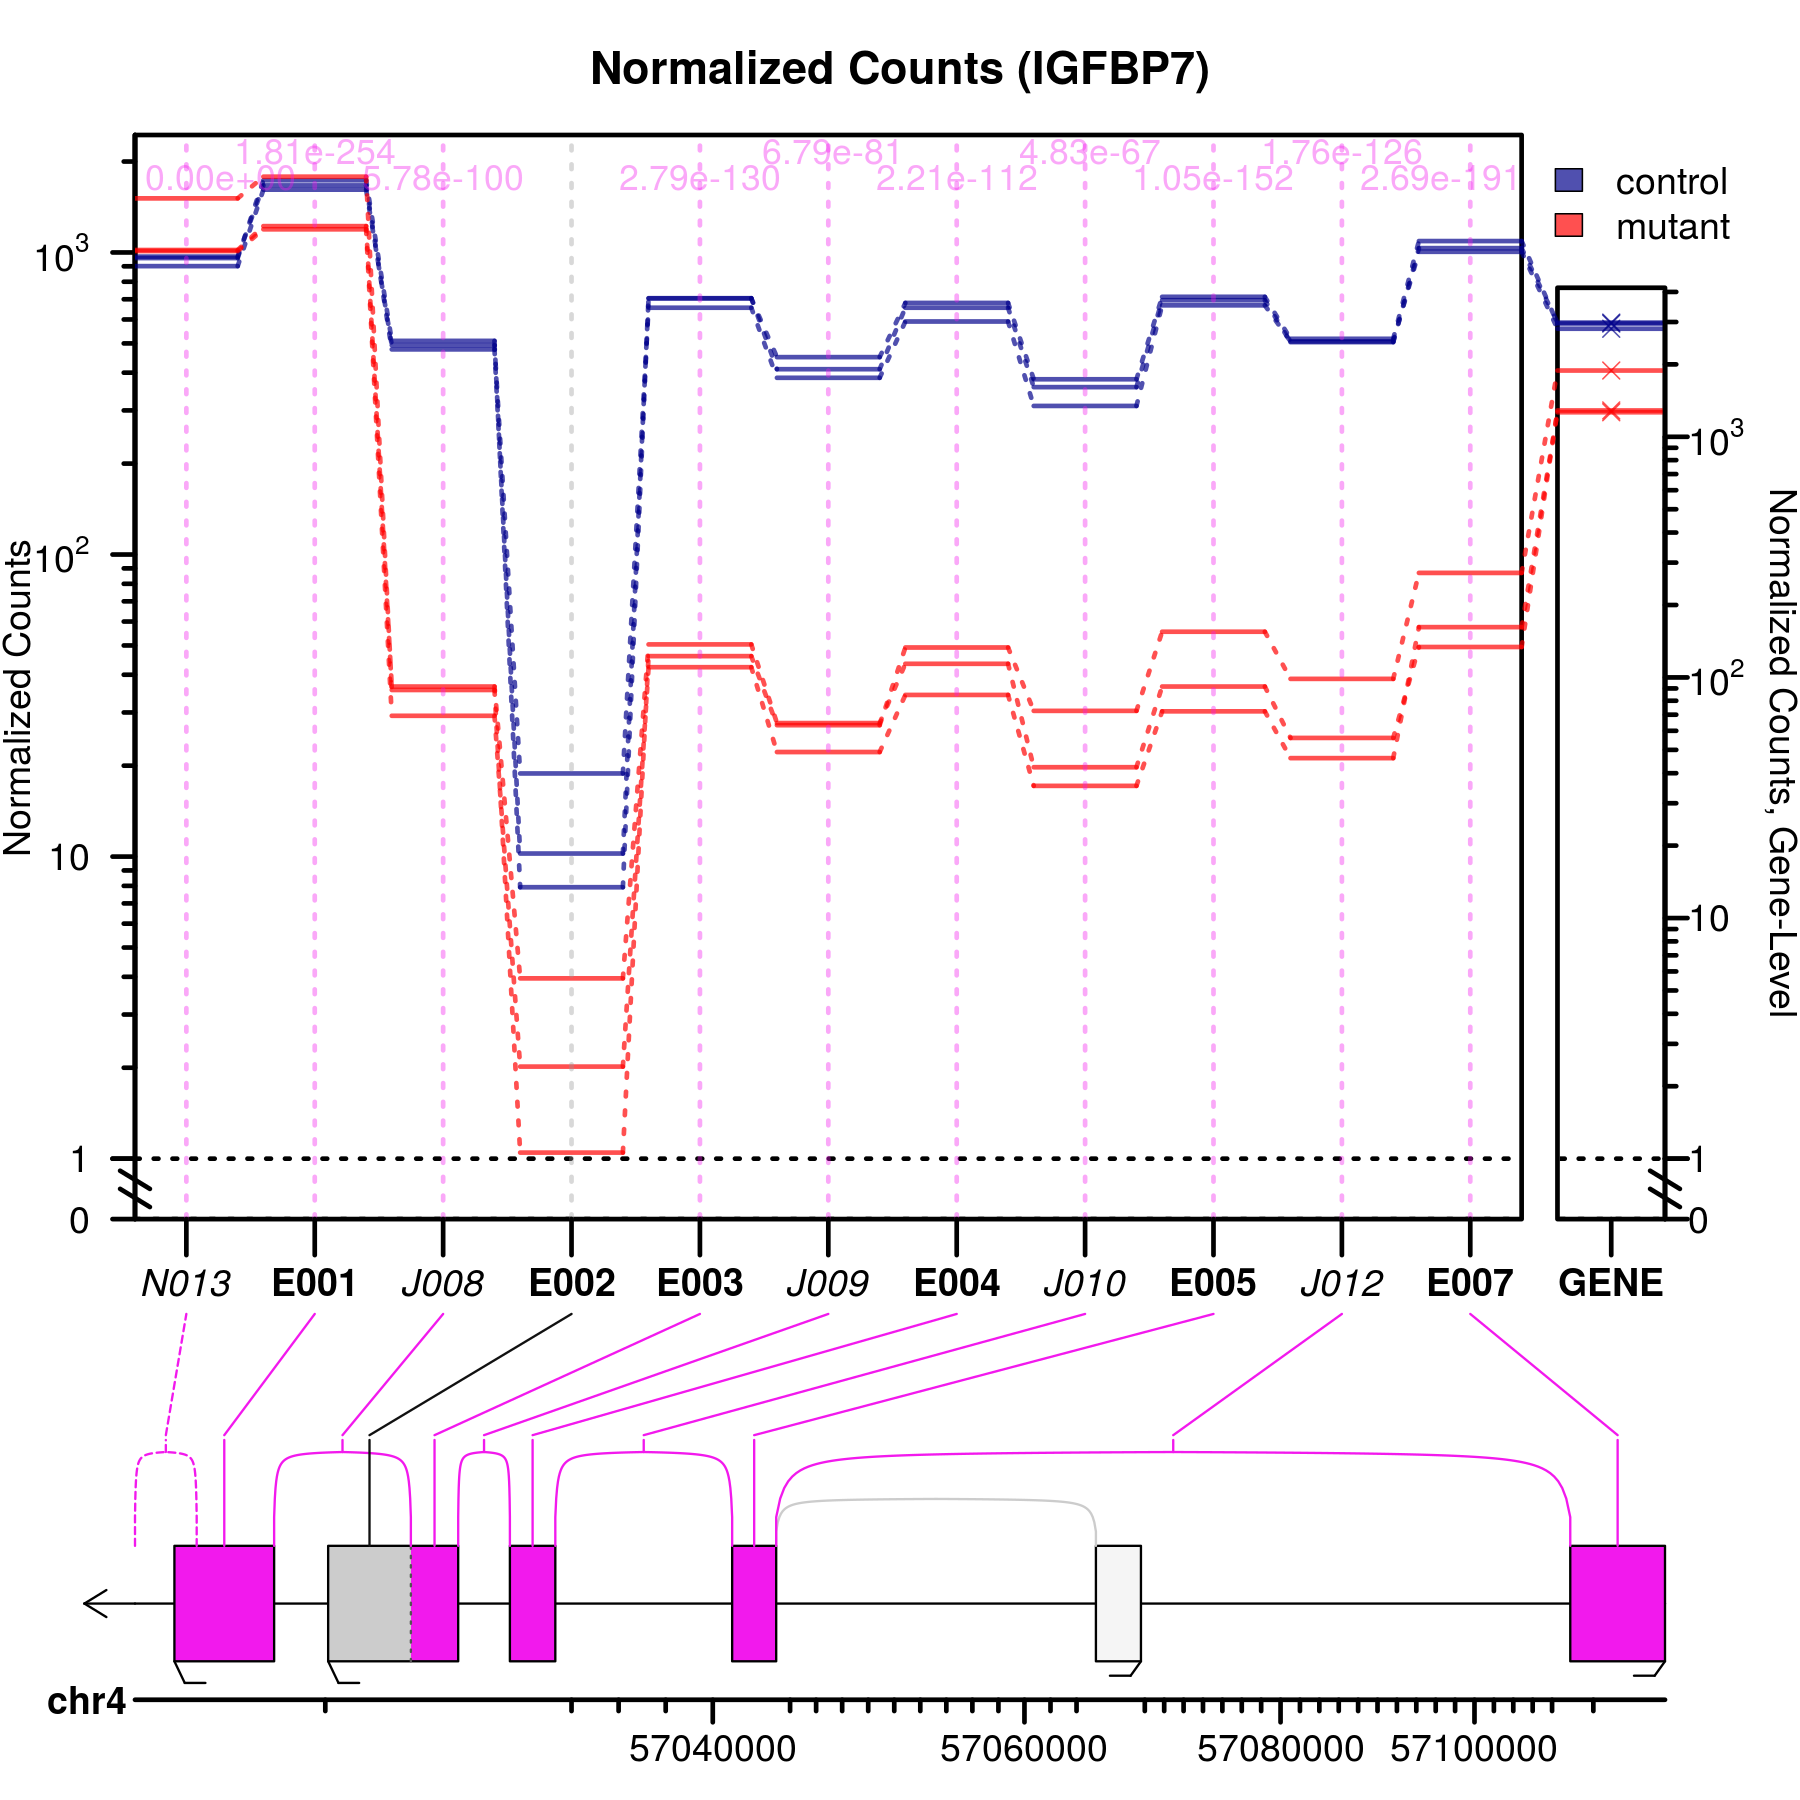 Normalized Counts (IGFBP7)
1.81e-254 6.79e-81 4.83e-67 1.76e-126
0.00e+00 5.78e-100 2.79e-130 2.21e-112 1.05e-152 2.69e-191
control
mutant
Normalized Counts
10³
10²
10
1
0
Normalized Counts, Gene-Level
10³
10²
10
1
0
N013 E001 J008 E002 E003 J009 E004 J010 E005 J012 E007 GENE
chr4
57040000 57060000 57080000 57100000